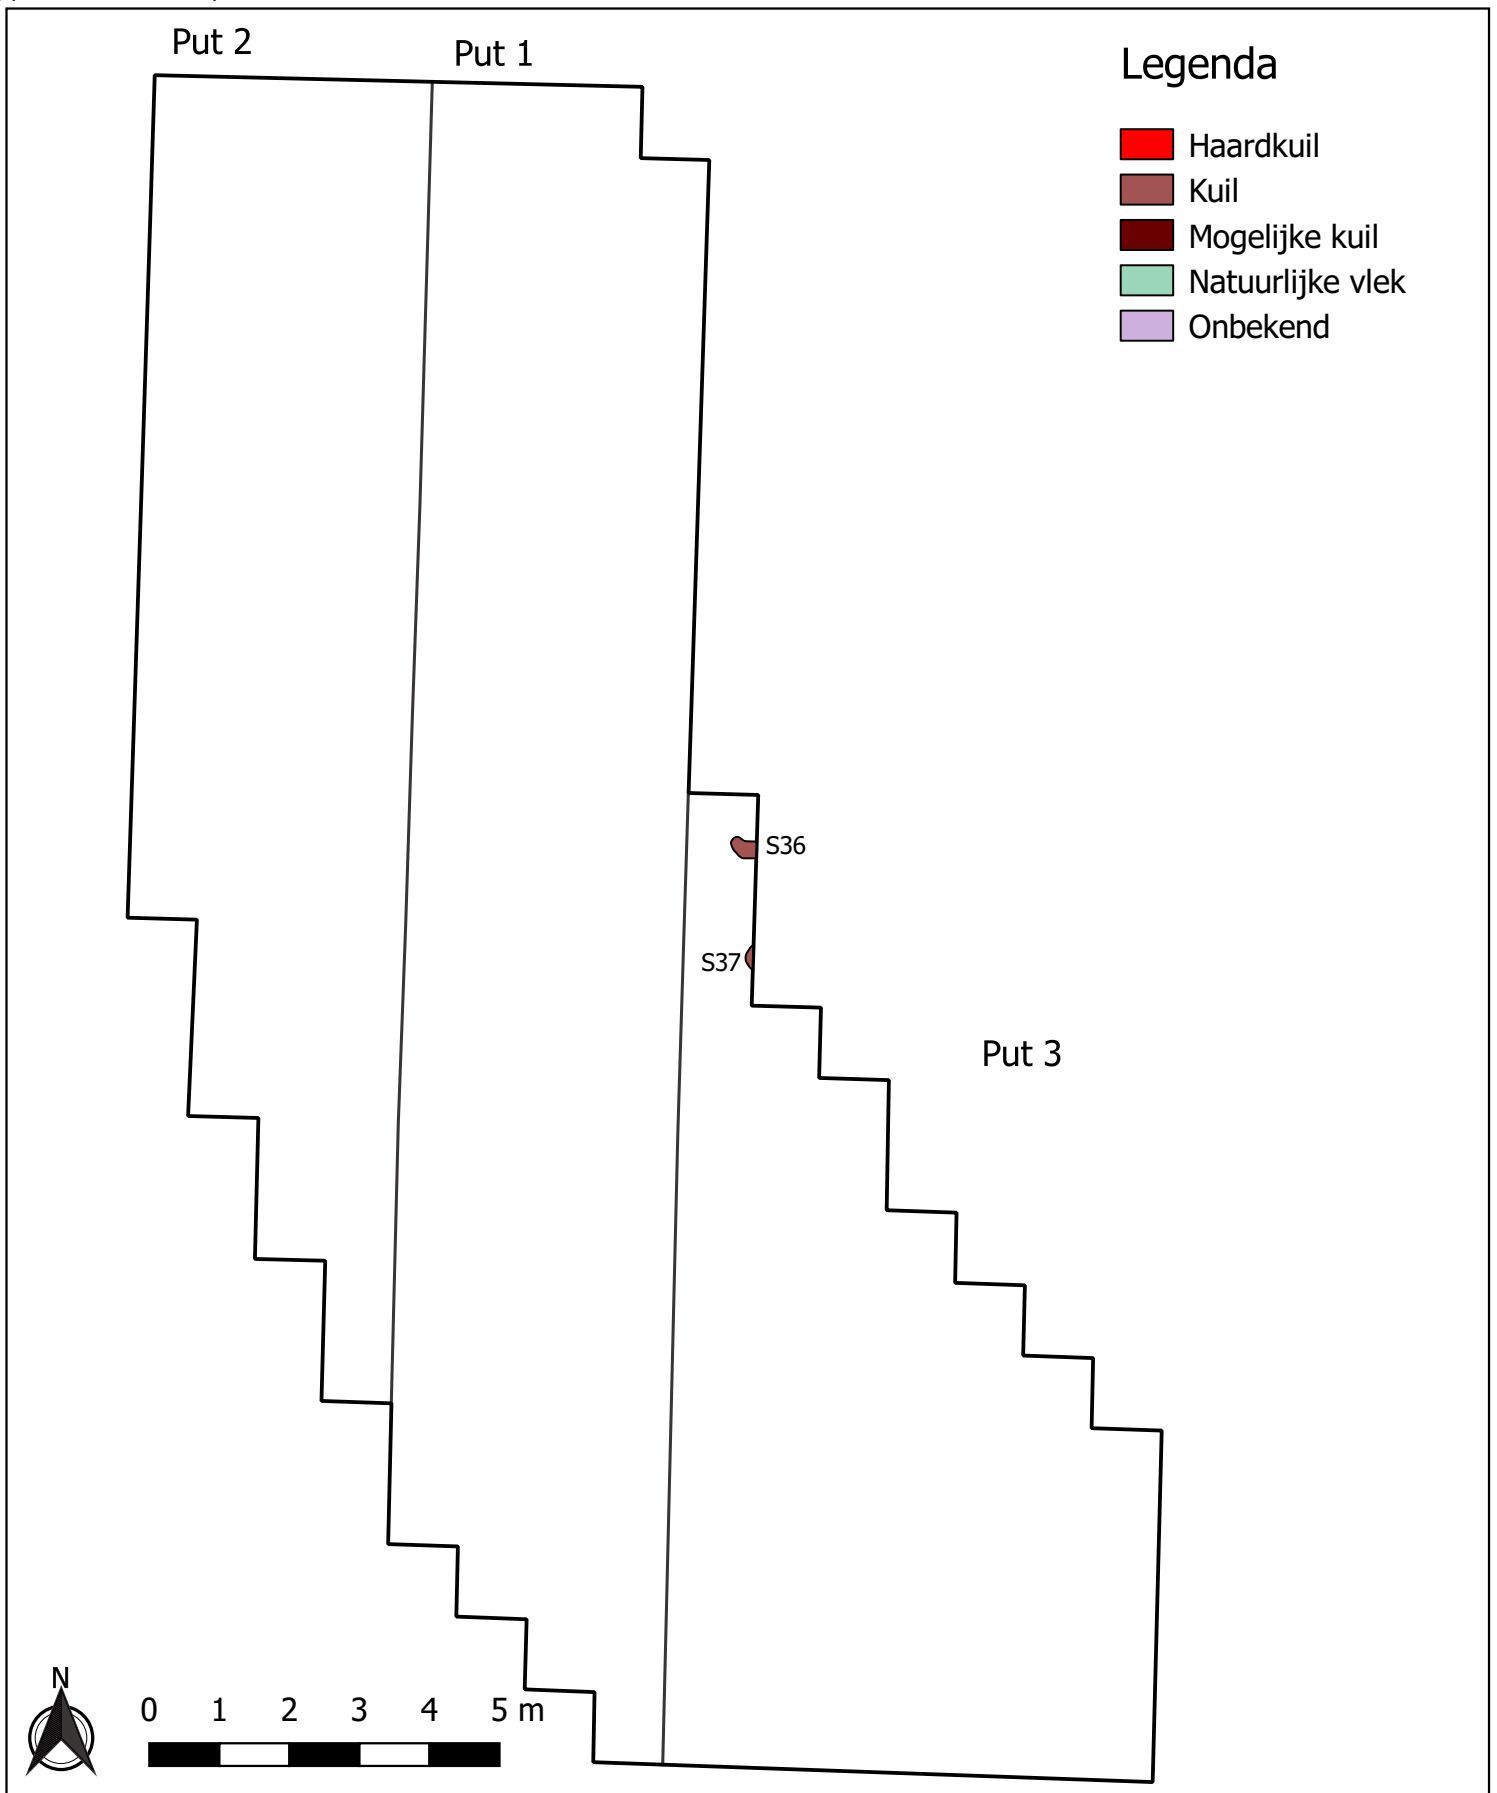 Put 2
Put 1
Legenda
Haardkuil
Kuil
Mogelijke kuil
Natuurlijke vlek
Onbekend
S36
S37
Put 3
N
0 1 2 3 4 5 m